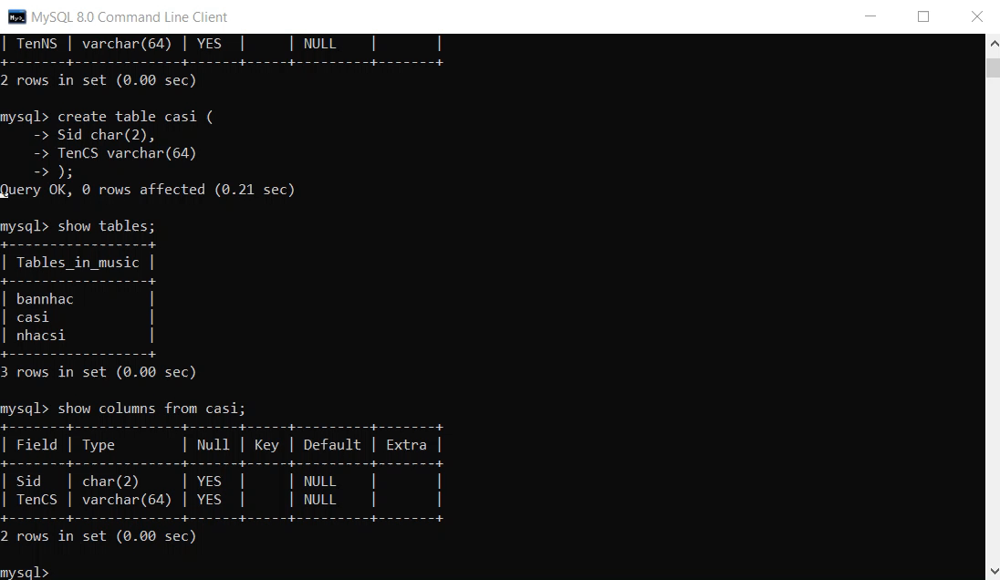 MySQL 8.0 Command Line Client
| TenNS | varchar(64) | YES  |     | NULL    |       |
+-------+-------------+------+-----+---------+-------+
2 rows in set (0.00 sec)
mysql> create table casi (
    -> Sid char(2),
    -> TenCS varchar(64)
    -> );
Query OK, 0 rows affected (0.21 sec)
mysql> show tables;
+-----------------+
| Tables_in_music |
+-----------------+
| bannhac         |
| casi            |
| nhacsi          |
+-----------------+
3 rows in set (0.00 sec)
mysql> show columns from casi;
+-------+-------------+------+-----+---------+-------+
| Field | Type        | Null | Key | Default | Extra |
+-------+-------------+------+-----+---------+-------+
| Sid   | char(2)     | YES  |     | NULL    |       |
| TenCS | varchar(64) | YES  |     | NULL    |       |
+-------+-------------+------+-----+---------+-------+
2 rows in set (0.00 sec)
mysql>